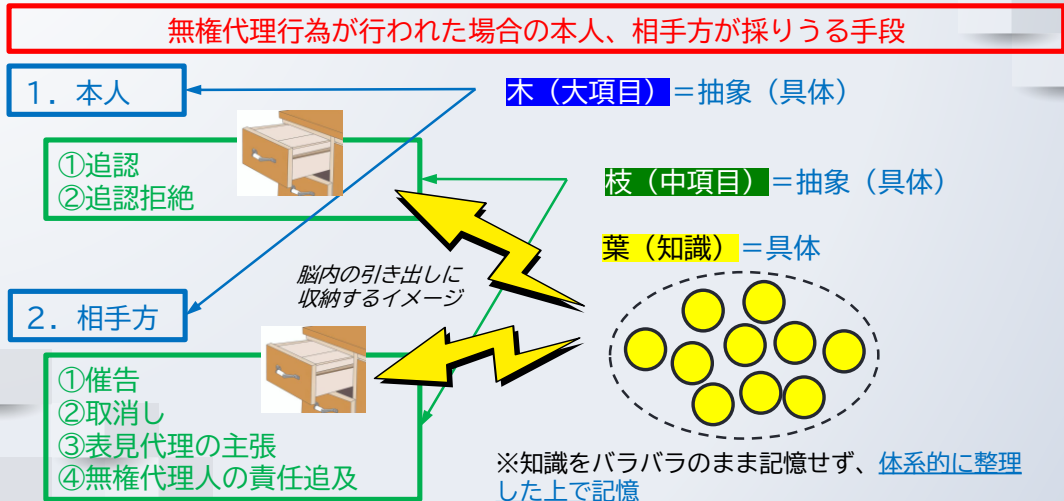 無権代理行為が行われた場合の本人、相手方が採りうる手段
1．本人
木（大項目）＝抽象（具体）
①追認
②追認拒絶
枝（中項目）＝抽象（具体）
葉（知識）＝具体
脳内の引き出しに
収納するイメージ
2．相手方
①催告
②取消し
③表見代理の主張
④無権代理人の責任追及
※知識をバラバラのまま記憶せず、体系的に整理
した上で記憶